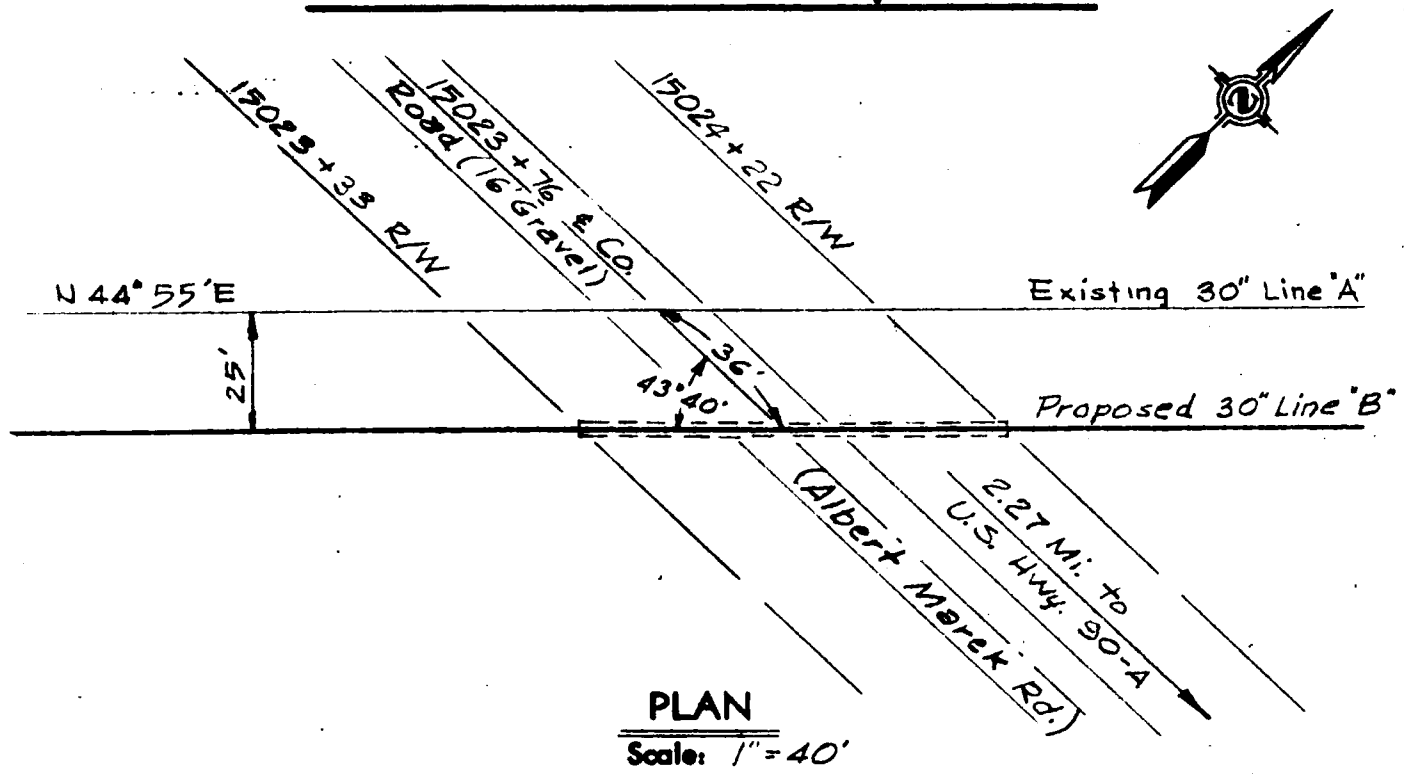 15023 + 33 R/W
15023 + 76 ℄ Co.
Road (16' Gravel)
15024 + 22 R/W
N
N 44° 55' E
Existing 30" Line "A"
25'
36'
43° 40'
Proposed 30" Line "B"
(Albert Marek Rd.)
2.27 Mi. to
U.S. Hwy. 90-A
PLAN
Scale: 1" = 40'